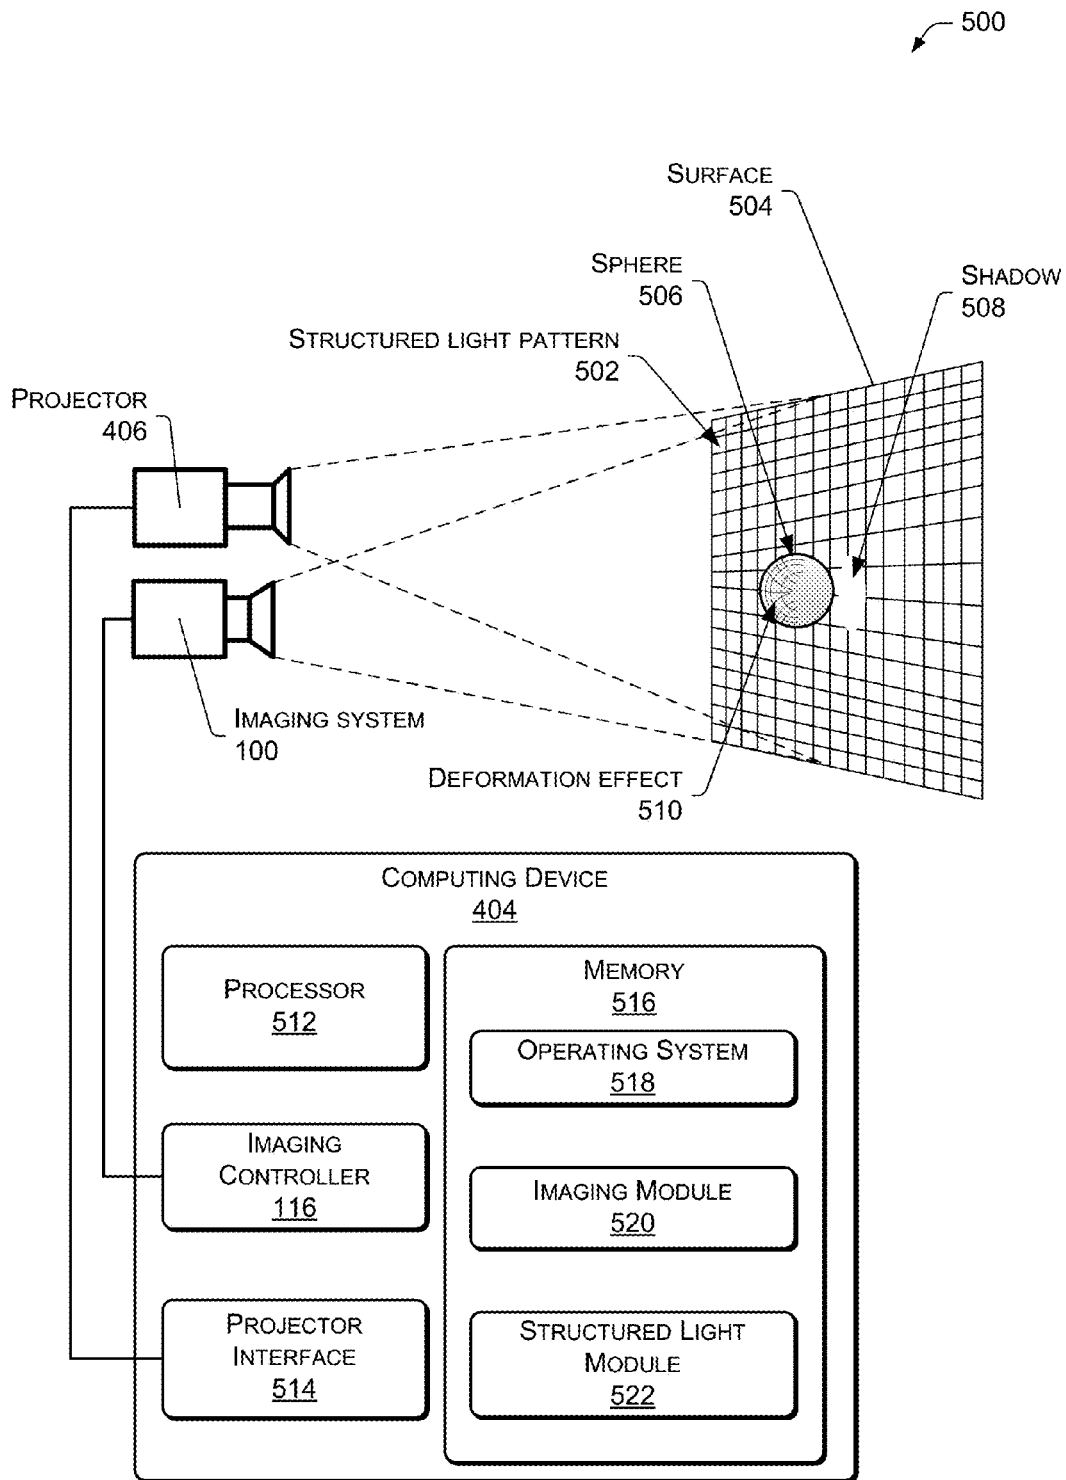 500
SURFACE
504
SPHERE
506
SHADOW
508
STRUCTURED LIGHT PATTERN
502
PROJECTOR
406
IMAGING SYSTEM
100
DEFORMATION EFFECT
510
COMPUTING DEVICE
404
PROCESSOR
512
IMAGING
CONTROLLER
116
PROJECTOR
INTERFACE
514
MEMORY
516
OPERATING SYSTEM
518
IMAGING MODULE
520
STRUCTURED LIGHT
MODULE
522